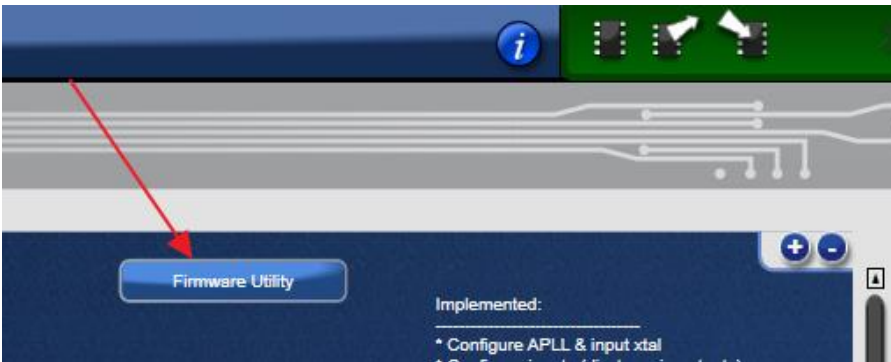 i
Firmware Utility
+ -
Implemented:
------------------------------
* Configure APLL & input xtal